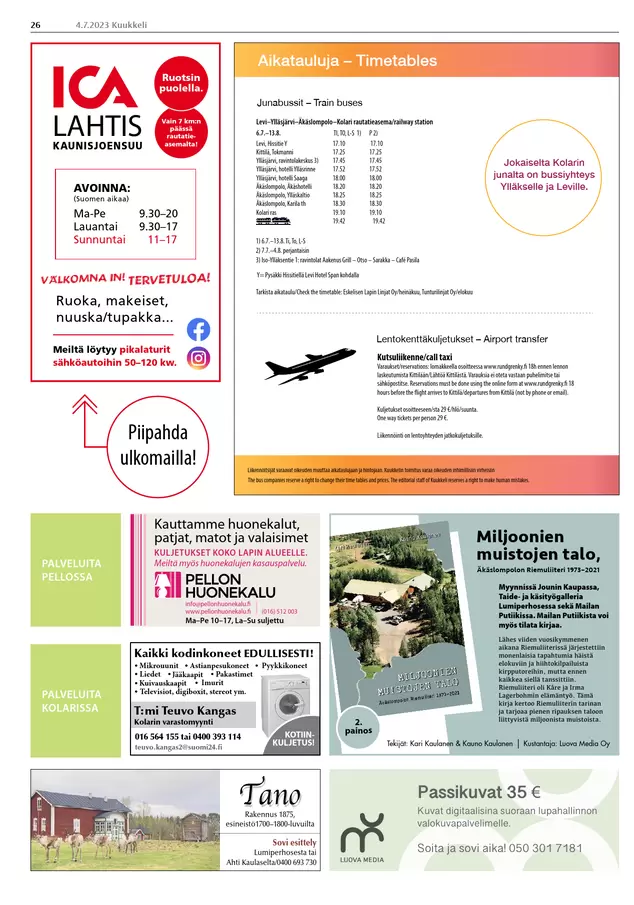 26 4.7.2023 Kuukkeli
ICA
LAHTIS
KAUNISJOENSUU
Ruotsin
puolella.
Vain 7 km:n
päässä
rautatie-
asemalta!
AVOINNA:
(Suomen aikaa)
Ma-Pe 9.30–20
Lauantai 9.30–17
Sunnuntai 11–17
VÄLKOMNA IN! TERVETULOA!
Ruoka, makeiset,
nuuska/tupakka...
Meiltä löytyy pikalaturit
sähköautoihin 50–120 kw.
Piipahda
ulkomailla!
Aikatauluja – Timetables
Junabussit – Train buses
Levi–Ylläsjärvi–Äkäslompolo–Kolari rautatieasema/railway station
6.7.–13.8. TI, TO, L-S 1) P 2)
Levi, Hissitie Y 17.10 17.10
Kittilä, Tekmanni 17.25 17.25
Ylläsjärvi, ravintolakeskus 3) 17.45 17.45
Ylläsjärvi, hotelli Ylläsrinne 17.52 17.52
Ylläsjärvi, hotelli Saaga 18.00 18.00
Äkäslompolo, Äkäshotelli 18.20 18.20
Äkäslompolo, Ylläskaltio 18.25 18.25
Äkäslompolo, Karila th 18.30 18.30
Kolari ras 19.10 19.10
19.42 19.42
1) 6.7.–13.8. Ti, To, L-S
2) 7.7.–4.8. perjantaisin
3) Iso-Ylläksentie 1: ravintolat Aakenus Grill – Otso – Sarakka – Café Pasila
Y= Pysäkki Hissitiellä Levi Hotel Span kohdalla
Tarkista aikataulu/Check the timetable: Eskelisen Lapin Linjat Oy/heinäkuu, Tunturilinjat Oy/elokuu
Jokaiselta Kolarin
junalta on bussiyhteys
Ylläkselle ja Leville.
Lentokenttäkuljetukset – Airport transfer
Kutsuliikenne/call taxi
Varaukset/reservations: lomakkeella osoitteessa www.rundgrenky.fi 18h ennen lennon
laskeutumista Kittilään/Lähtöä Kittilästä. Varauksia ei oteta vastaan puhelimitse tai
sähköpostitse. Reservations must be done using the online form at www.rundgrenky.fi 18
hours before the flight arrives to Kittilä/departures from Kittilä (not by phone or email).
Kuljetukset osoitteeseen/sta 29 €/hlö/suunta.
One way tickets per person 29 €.
Liikennöinti on lentoyhteyden jatkokuljetuksille.
Liikennöitsijät varaavat oikeuden muuttaa aikataulujaan ja hintojaan. Kuukkelin toimitus varaa oikeuden inhimillisiin virheisiin
The bus companies reserve a right to change their time tables and prices. The editorial staff of Kuukkeli reserves a right to make human mistakes.
PALVELUITA
PELLOSSA
Kauttamme huonekalut,
patjat, matot ja valaisimet
KULJETUKSET KOKO LAPIN ALUEELLE.
Meiltä myös huonekalujen kasauspalvelu.
PELLON
HUONEKALU
info@pellonhuonekalu.fi
www.pellonhuonekalu.fi (016) 512 003
Ma–Pe 10–17, La–Su suljettu
PALVELUITA
KOLARISSA
Kaikki kodinkoneet EDULLISESTI!
• Mikrouunit • Astianpesukoneet • Pyykkikoneet
• Liedet • Jääkaapit • Pakastimet
• Kuivauskaapit • Imurit
• Televisiot, digiboxit, stereot ym.
T:mi Teuvo Kangas
Kolarin varastomyynti
016 564 155 tai 0400 393 114
teuvo.kangas2@suomi24.fi
KOTIIN-
KULJETUS!
MILJOONIEN
MUISTOJEN TALO
Äkäslompolon Riemuliiteri 1973–2021
2.
painos
Miljoonien
muistojen talo,
Äkäslompolon Riemuliiteri 1973–2021
Myynnissä Jounin Kaupassa,
Taide- ja käsityögalleria
Lumiperhosessa sekä Mailan
Putiikissa. Mailan Putiikista voi
myös tilata kirjaa.
Lähes viiden vuosikymmenen
aikana Riemuliiterissä järjestettiin
monenlaisia tapahtumia häistä
elokuviin ja hiihtokilpailuista
kirpputoreihin, mutta ennen
kaikkea siellä tanssittiin.
Riemuliiteri oli Kåre ja Irma
Lagerbohmin elämäntyö. Tämä
kirja kertoo Riemuliiterin tarinan
ja tarjoaa pienen ripauksen taloon
liittyvistä miljoonista muistoista.
Tekijät: Kari Kaulanen & Kauno Kaulanen | Kustantaja: Luova Media Oy
Tano
Rakennus 1875,
esineistö1700–1800-luvuilta
Sovi esittely
Lumiperhosesta tai
Ahti Kaulaselta/0400 693 730
LUOVA MEDIA
Passikuvat 35 €
Kuvat digitaalisina suoraan lupahallinnon
valokuvapalvelimelle.
Soita ja sovi aika! 050 301 7181